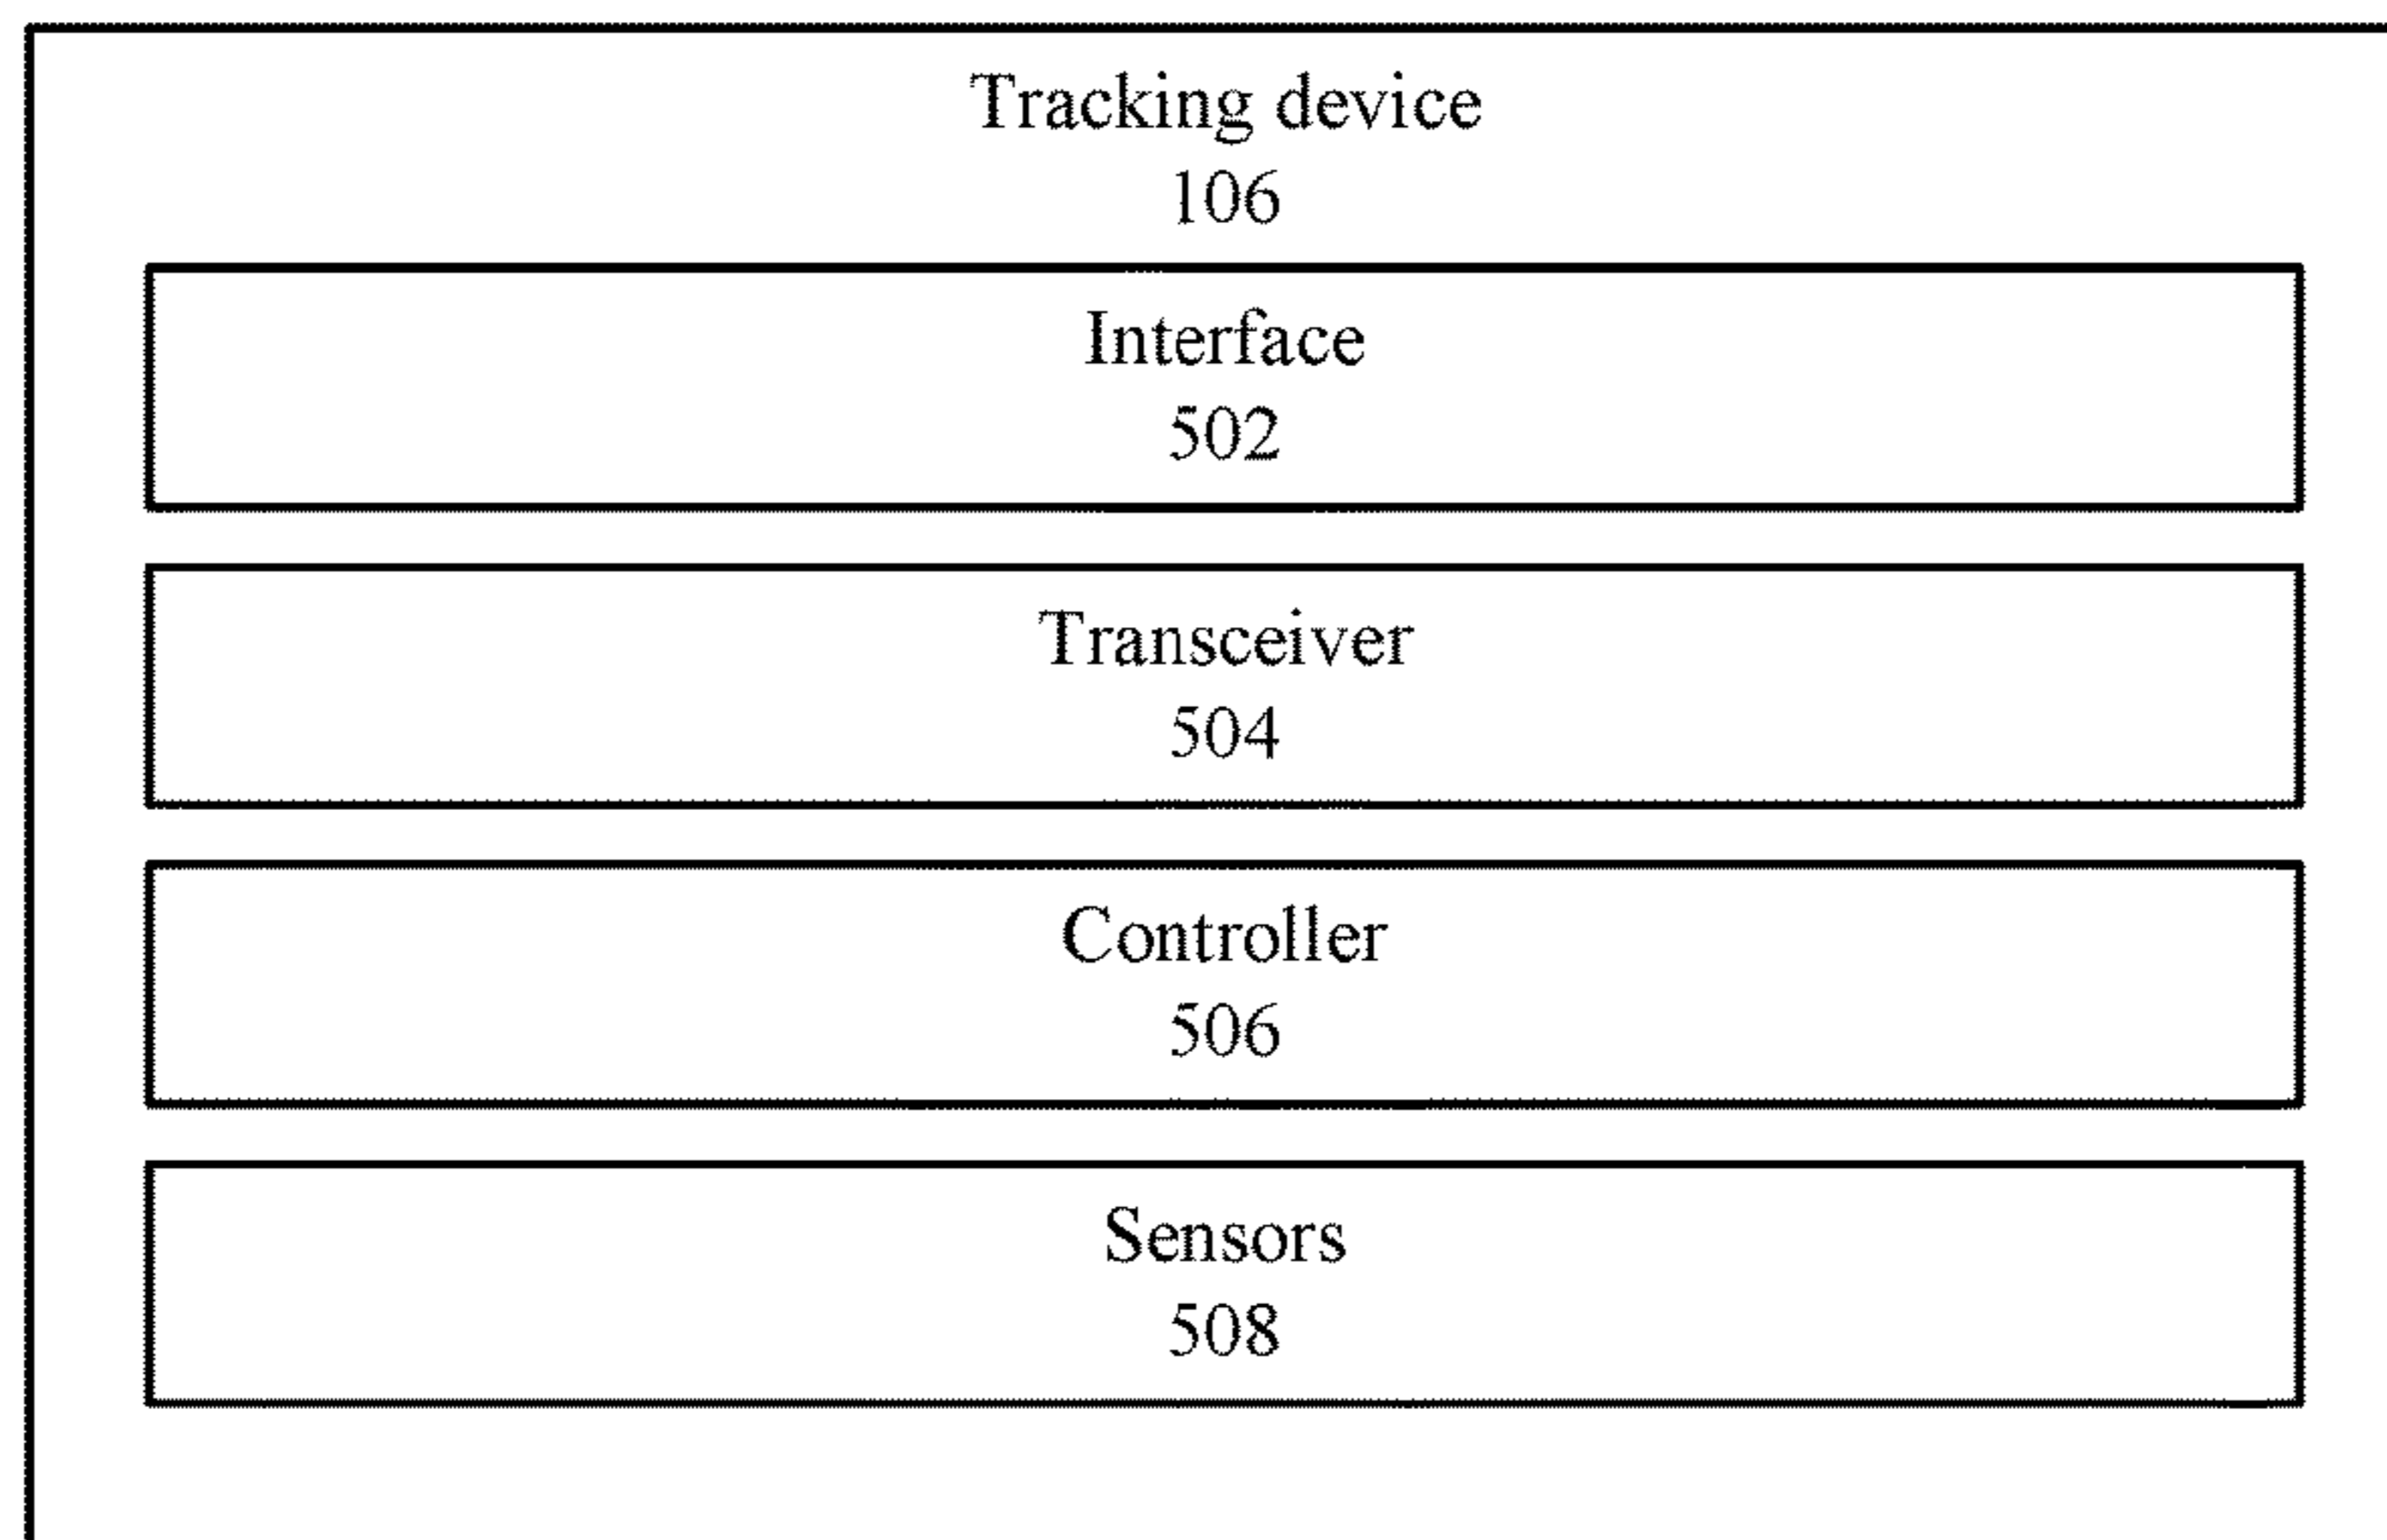 Tracking device
106
Interface
502
Transceiver
504
Controller
506
Sensors
508